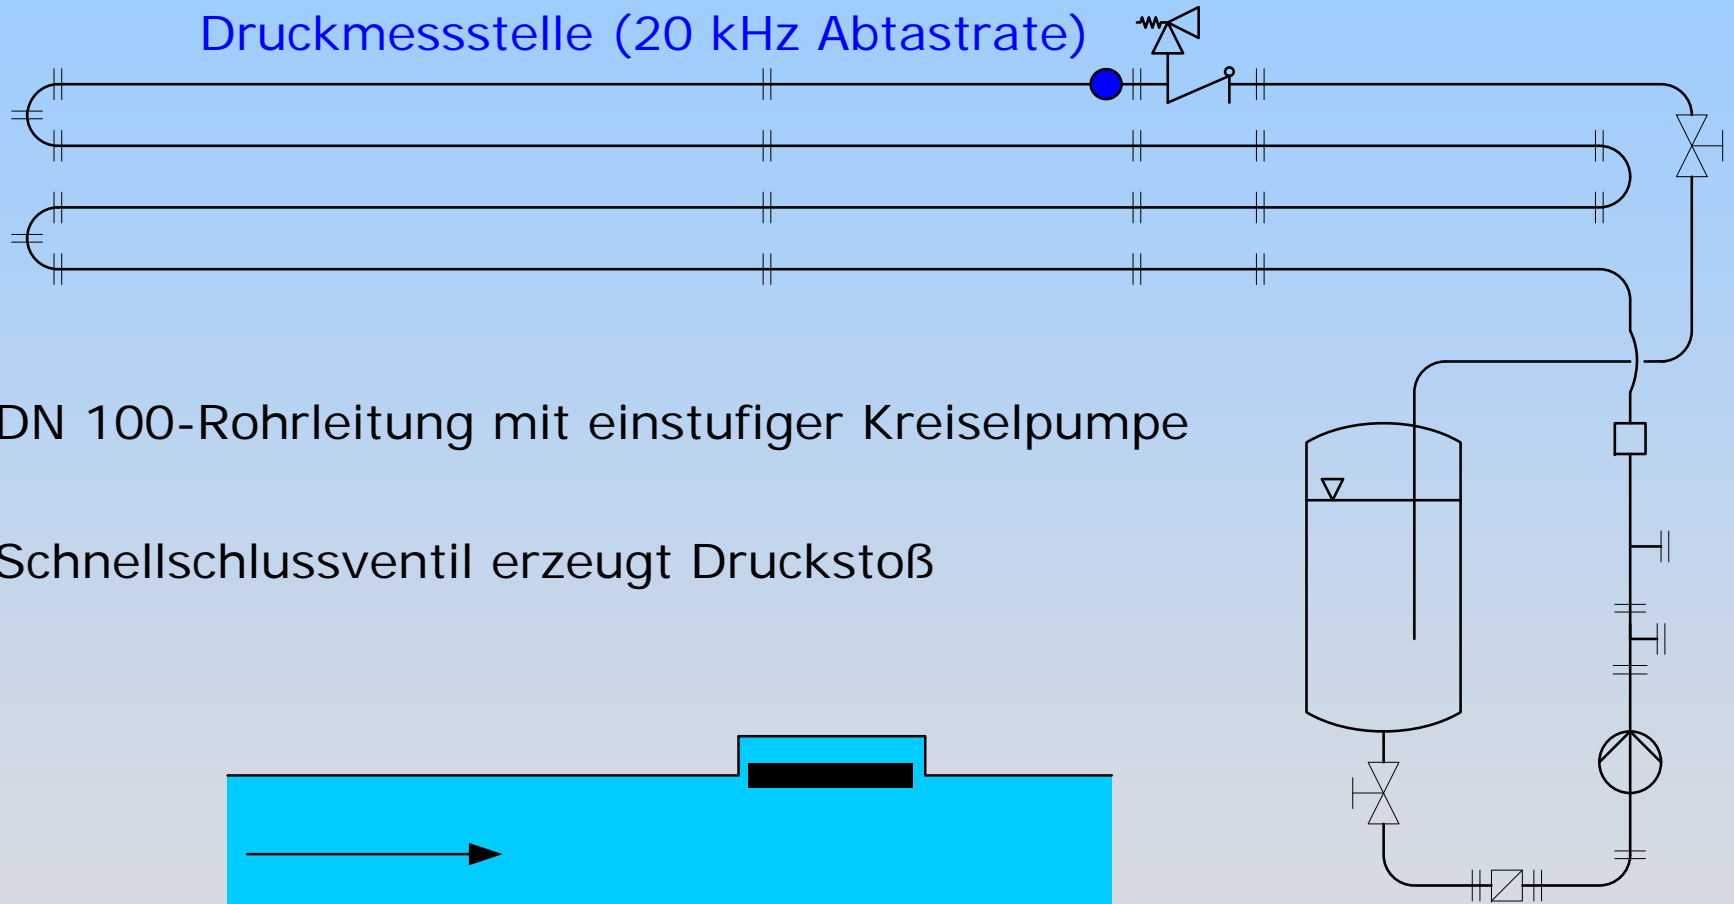 Druckmessstelle (20 kHz Abtastrate)
DN 100-Rohrleitung mit einstufiger Kreiselpumpe
Schnellschlussventil erzeugt Druckstoß